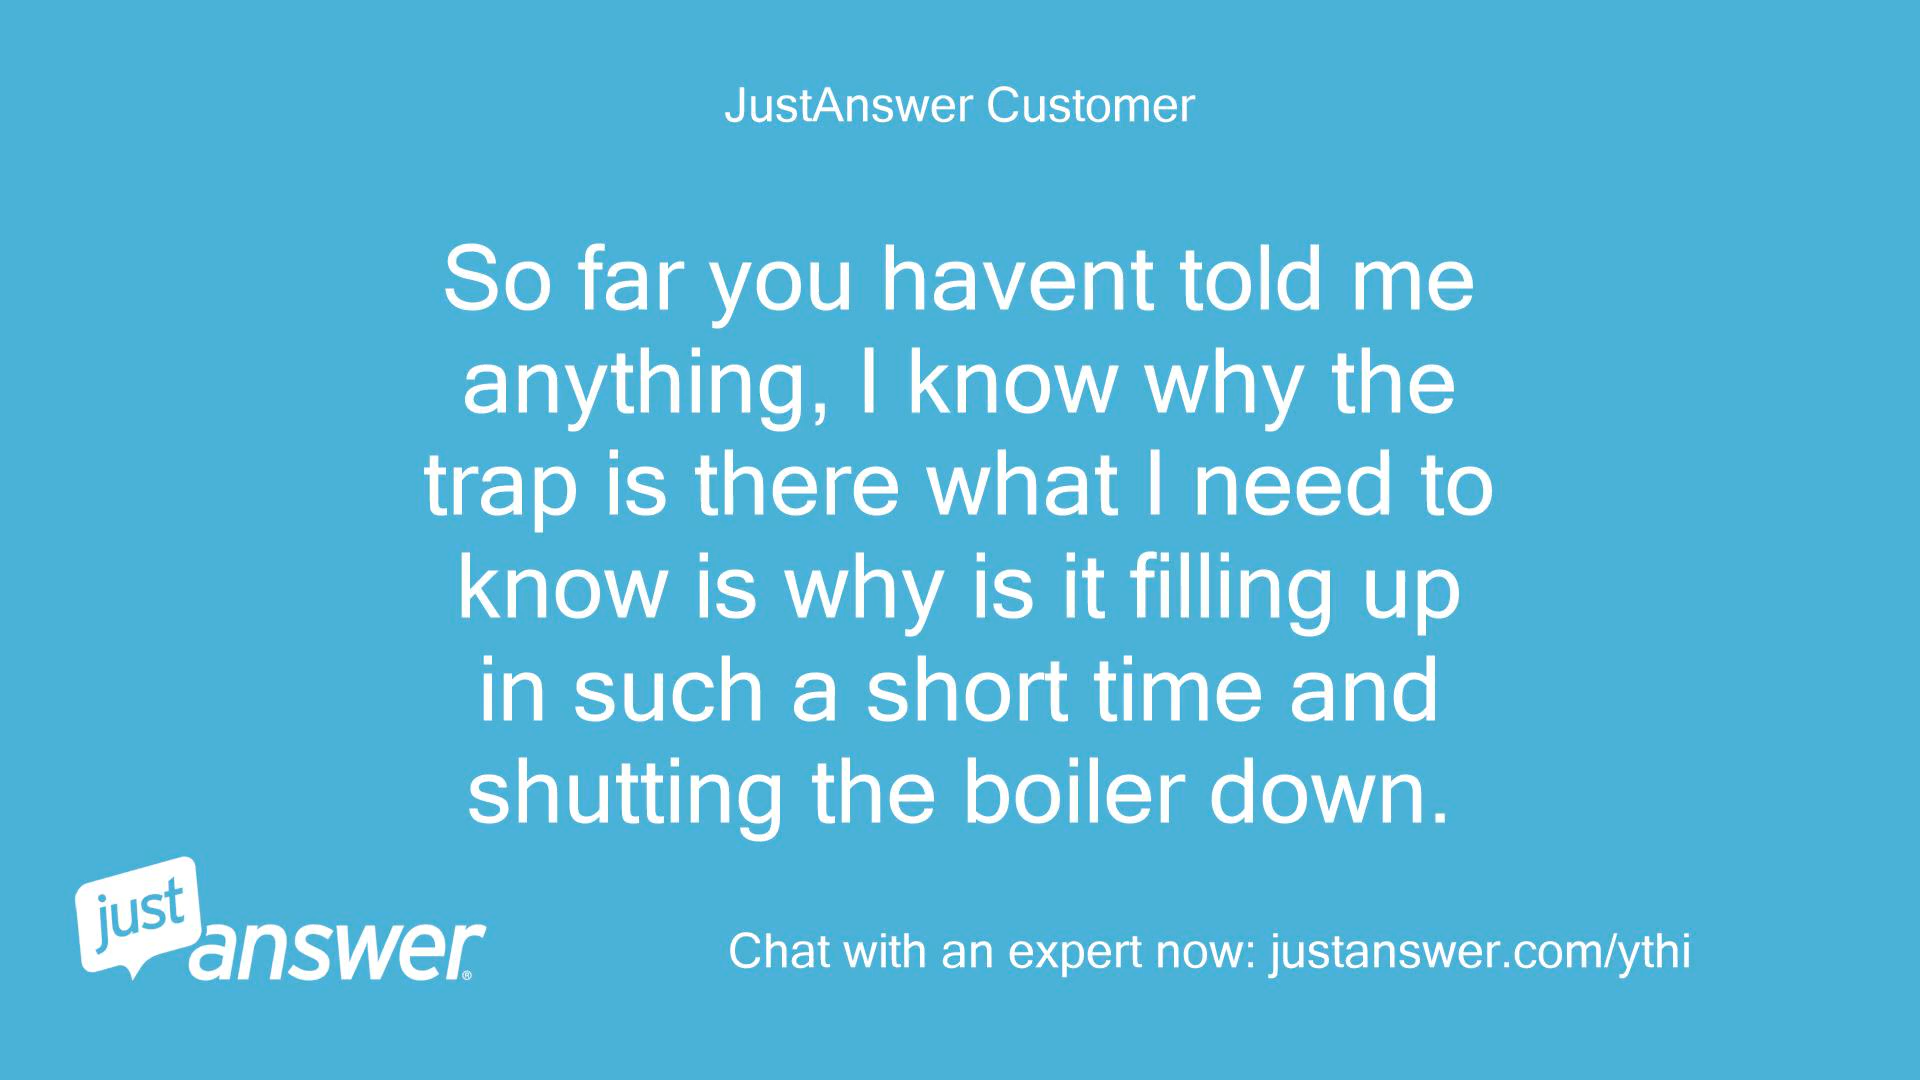 JustAnswer Customer
So far you havent told me
anything, I know why the
trap is there what I need to
know is why is it filling up
in such a short time and
shutting the boiler down.
just
answer®
Chat with an expert now: justanswer.com/ythi